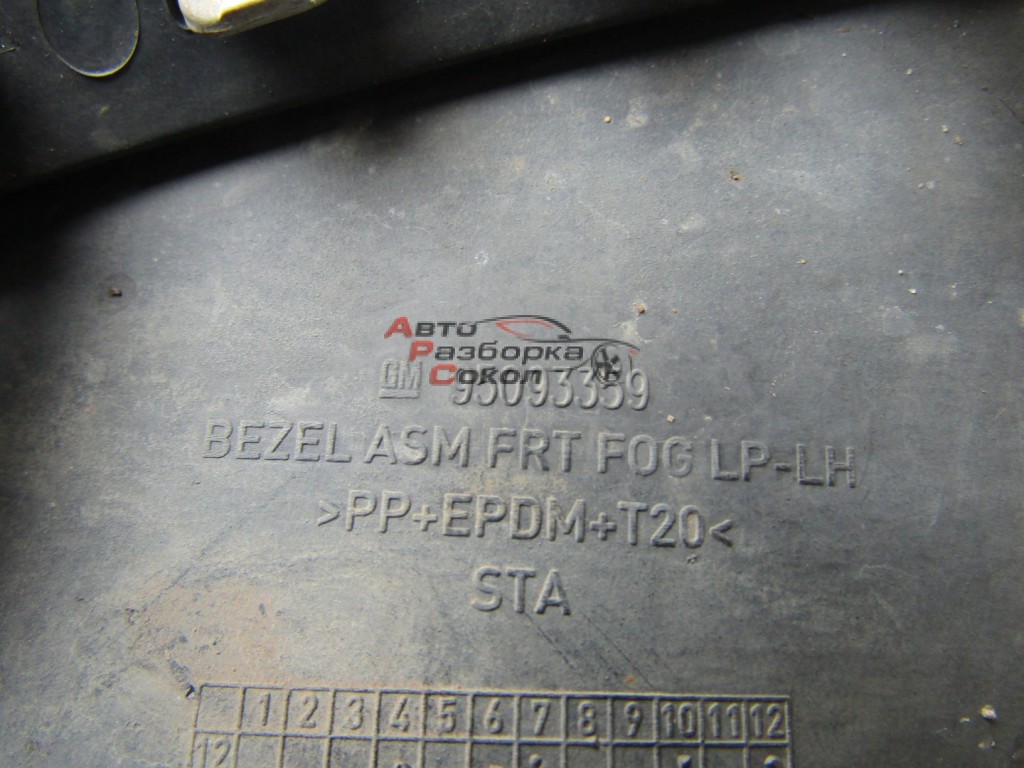 Авто
Разборка
Сокол
GM 95093359
BEZEL ASM FRT FOG LP-LH
>PP+EPDM+T20<
STA
1 2 3 4 5 6 7 8 9 10 11 12
12